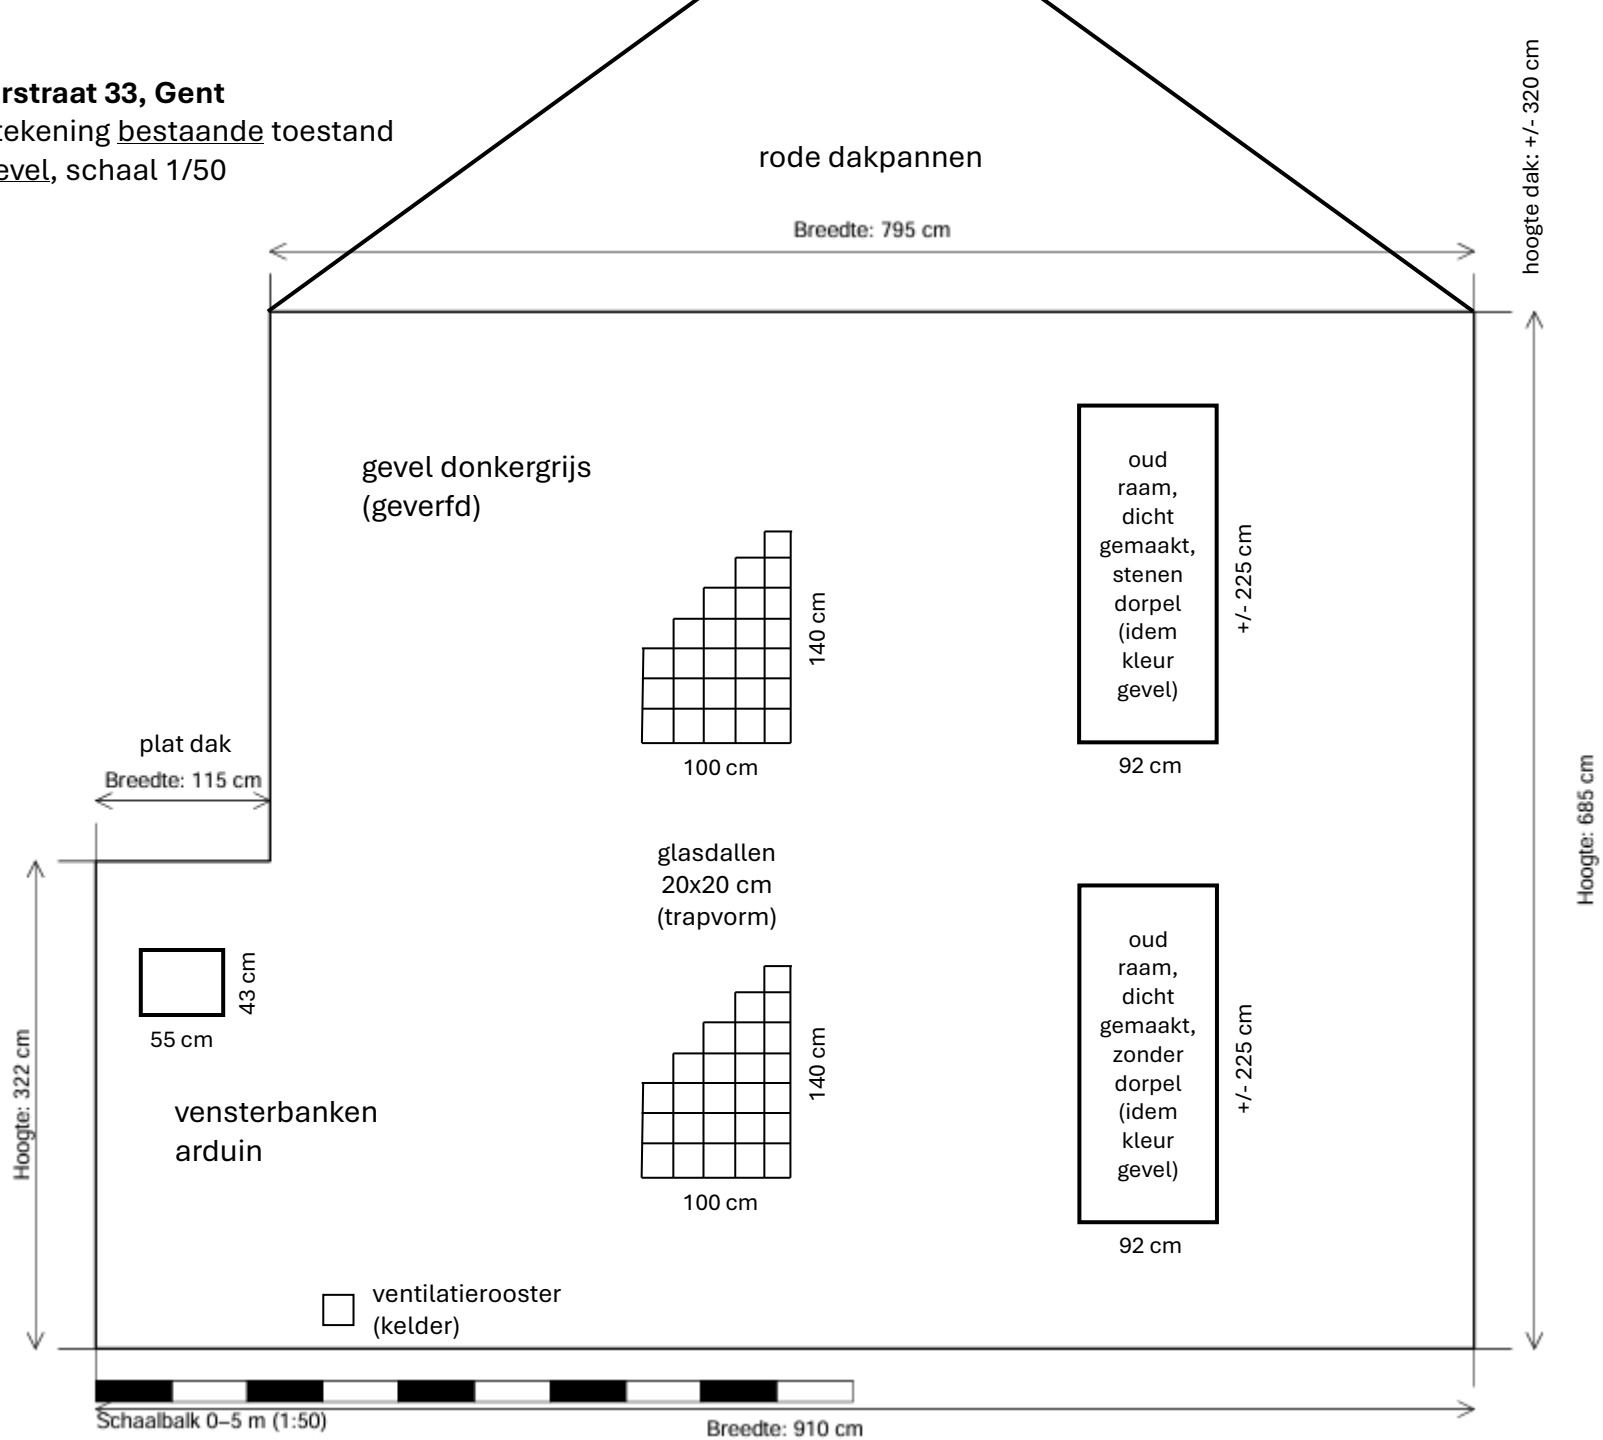 rstraat 33, Gent
tekening bestaande toestand
evel, schaal 1/50
hoogte dak: +/- 320 cm
rode dakpannen
Breedte: 795 cm
gevel donkergrijs
(geverfd)
140 cm
100 cm
oud
raam,
dicht
gemaakt,
stenen
dorpel
(idem
kleur
gevel)
+/- 225 cm
92 cm
plat dak
Breedte: 115 cm
Hoogte: 685 cm
glasdallen
20x20 cm
(trapvorm)
43 cm
55 cm
Hoogte: 322 cm
vensterbanken
arduin
140 cm
100 cm
oud
raam,
dicht
gemaakt,
zonder
dorpel
(idem
kleur
gevel)
+/- 225 cm
92 cm
ventilatierooster
(kelder)
Schaalbalk 0–5 m (1:50)
Breedte: 910 cm